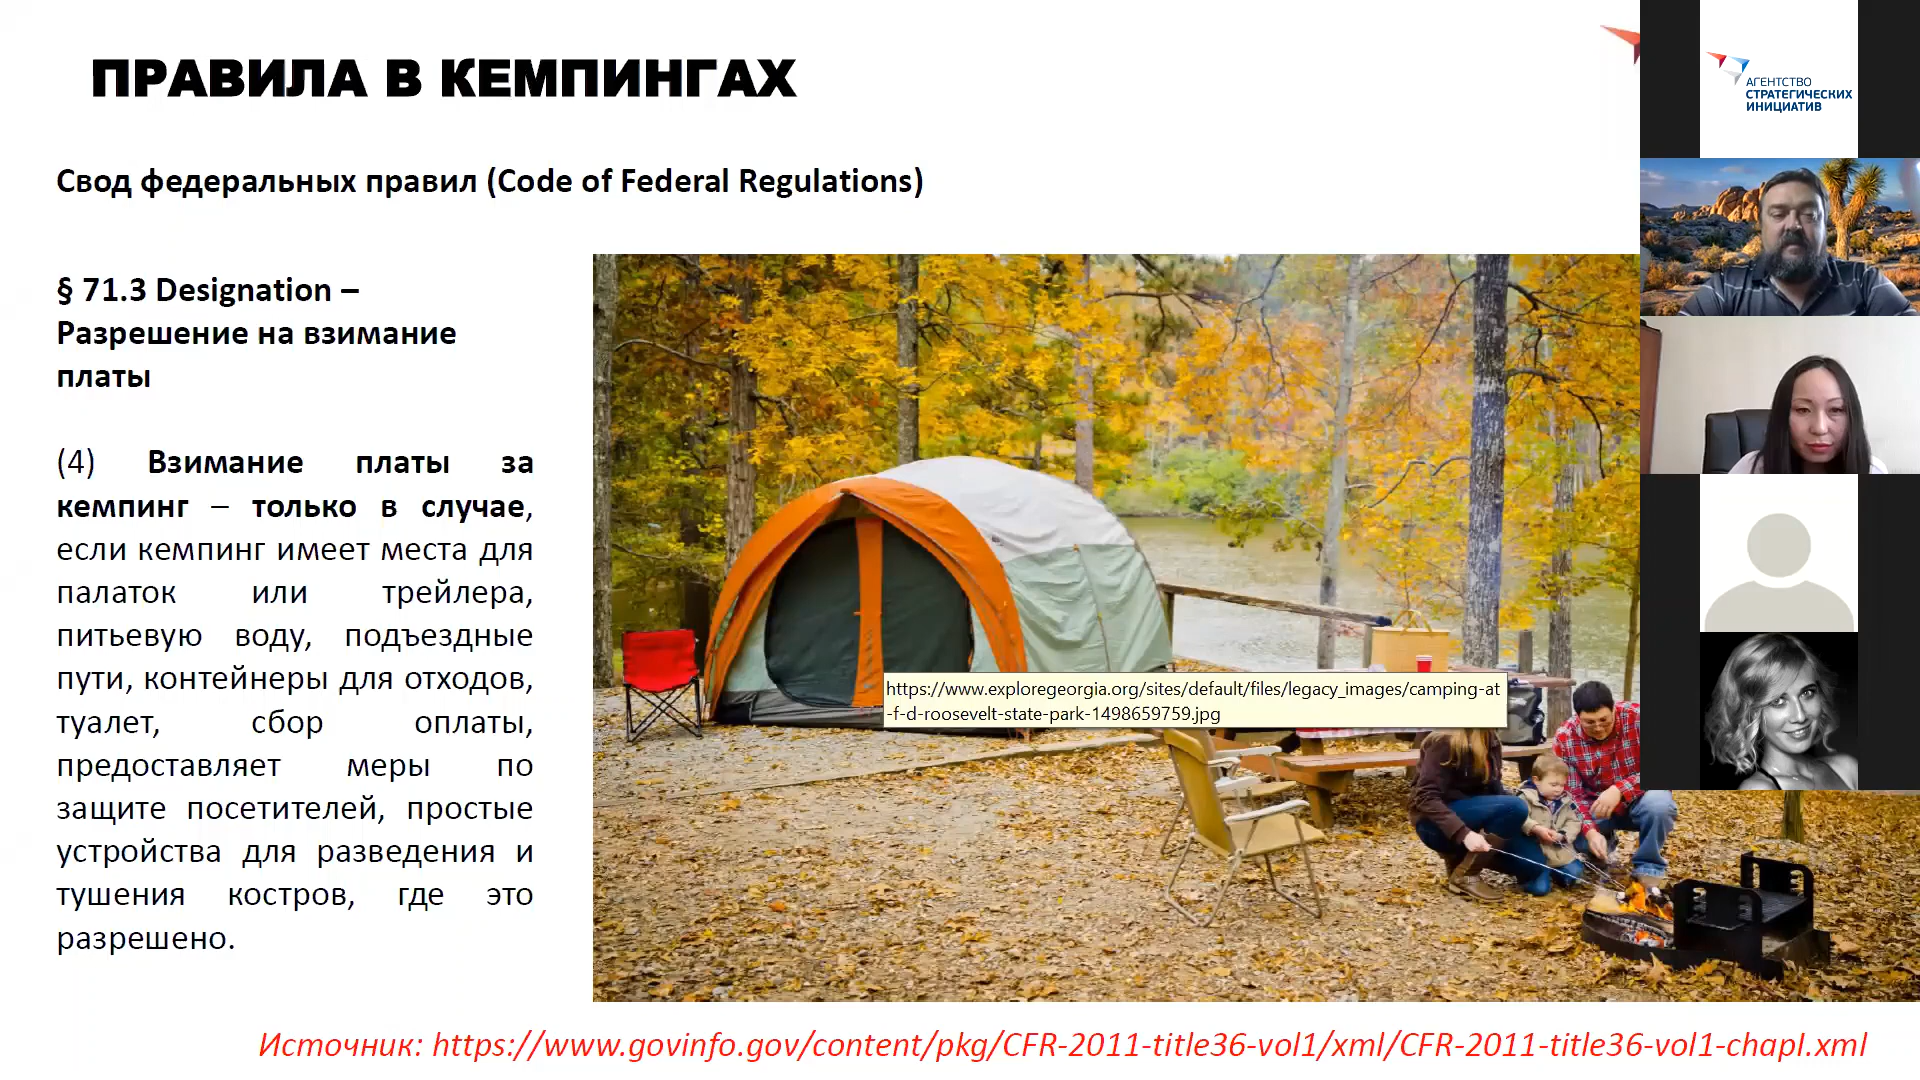 ПРАВИЛА В КЕМПИНГАХ
Свод федеральных правил (Code of Federal Regulations)
§ 71.3 Designation –
Разрешение на взимание
платы
(4) Взимание платы за
кемпинг – только в случае,
если кемпинг имеет места для
палаток или трейлера,
питьевую воду, подъездные
пути, контейнеры для отходов,
туалет, сбор оплаты,
предоставляет меры по
защите посетителей, простые
устройства для разведения и
тушения костров, где это
разрешено.
https://www.exploregeorgia.org/sites/default/files/legacy_images/camping-at
-f-d-roosevelt-state-park-1498659759.jpg
Источник: https://www.govinfo.gov/content/pkg/CFR-2011-title36-vol1/xml/CFR-2011-title36-vol1-chapI.xml
АГЕНТСТВО
СТРАТЕГИЧЕСКИХ
ИНИЦИАТИВ